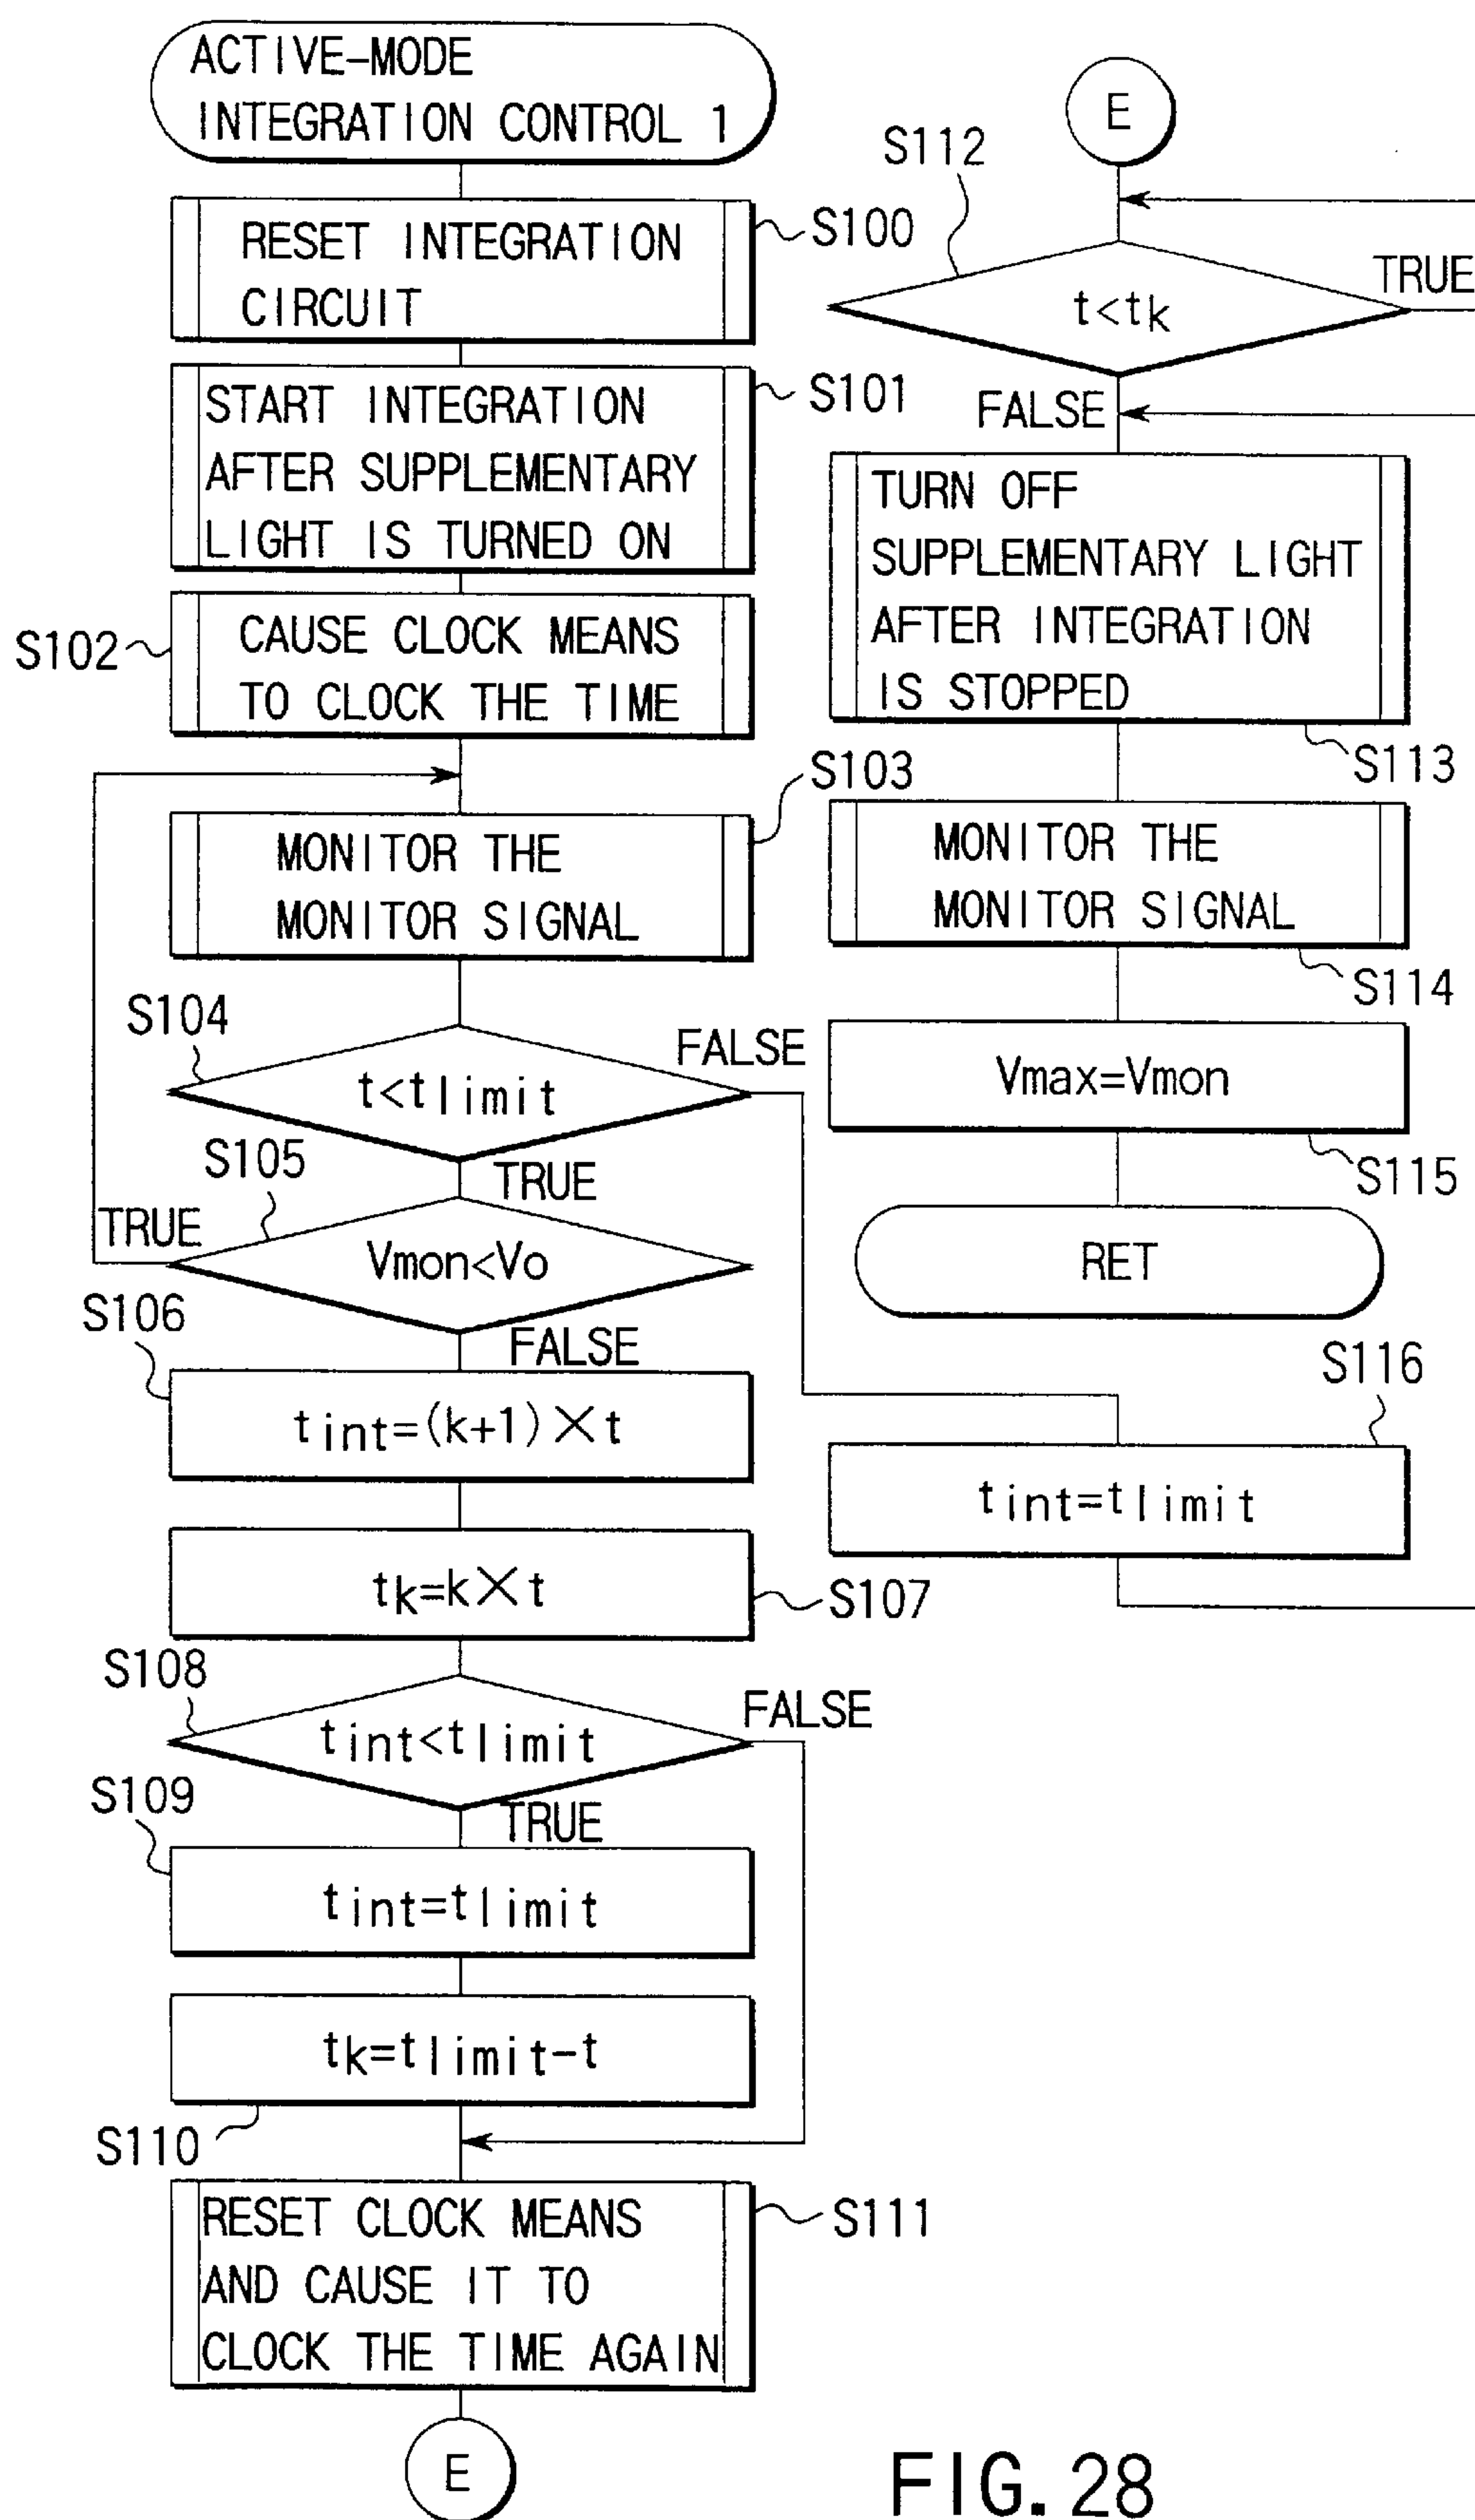 ACTIVE-MODE
INTEGRATION CONTROL 1
RESET INTEGRATION
CIRCUIT
S100
START INTEGRATION
AFTER SUPPLEMENTARY
LIGHT IS TURNED ON
S101
S102
CAUSE CLOCK MEANS
TO CLOCK THE TIME
S103
MONITOR THE
MONITOR SIGNAL
S104
t<tlimit
FALSE
TRUE
S105
TRUE
Vmon<Vo
FALSE
S106
tint=(k+1)×t
tk=k×t
S107
S108
tint<tlimit
FALSE
TRUE
S109
tint=tlimit
tk=tlimit-t
S110
RESET CLOCK MEANS
AND CAUSE IT TO
CLOCK THE TIME AGAIN
S111
E
E
S112
t<tk
TRUE
FALSE
TURN OFF
SUPPLEMENTARY LIGHT
AFTER INTEGRATION
IS STOPPED
S113
MONITOR THE
MONITOR SIGNAL
S114
Vmax=Vmon
S115
RET
S116
tint=tlimit
FIG. 28